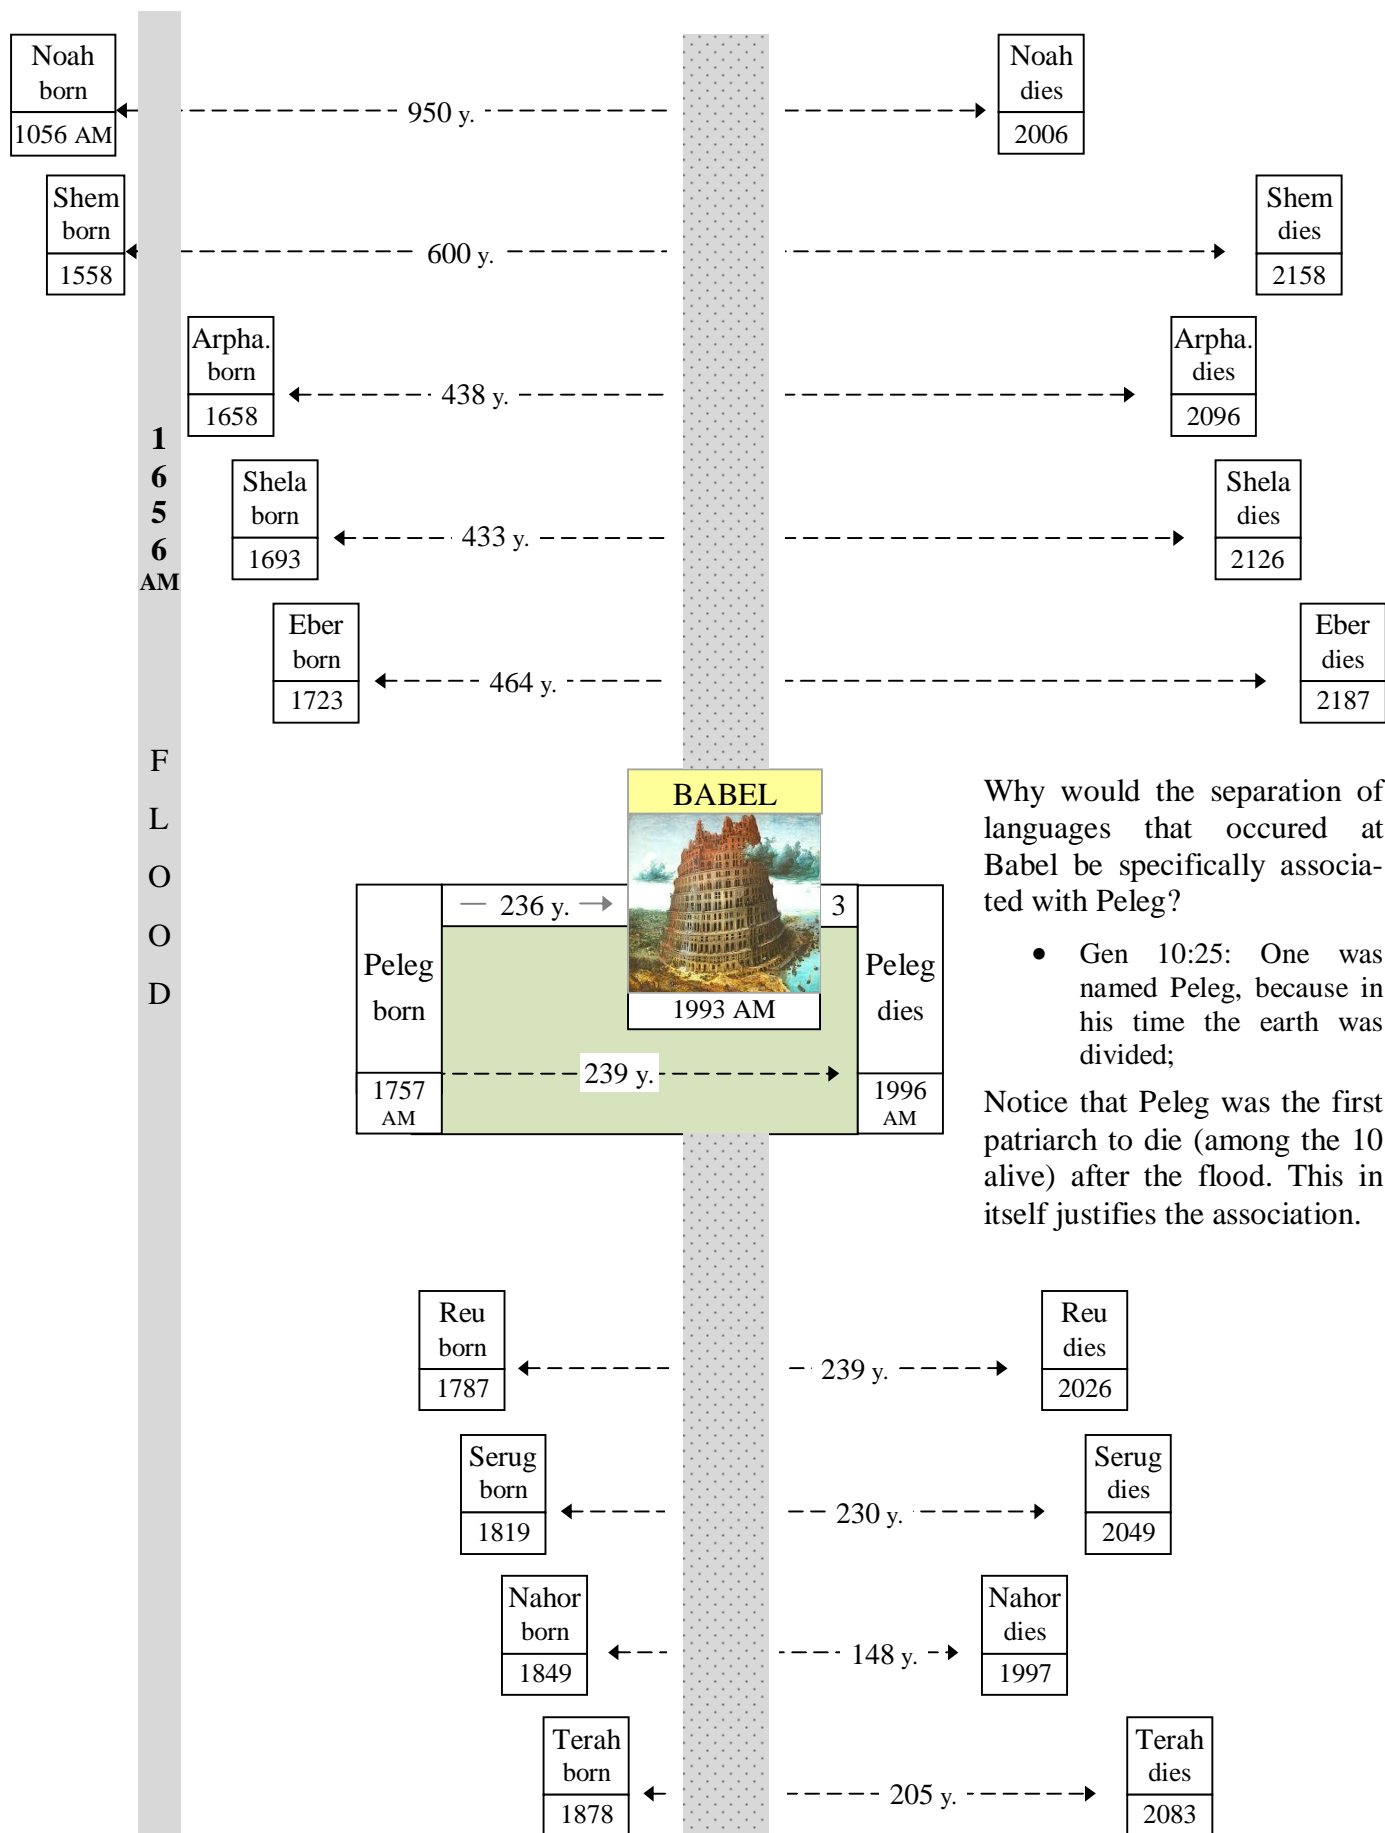 Noah
born
1056 AM
950 y.
Noah
dies
2006
Shem
born
1558
600 y.
Shem
dies
2158
Arpha.
born
1658
438 y.
Arpha.
dies
2096
1
6
5
6
AM
Shela
born
1693
433 y.
Shela
dies
2126
Eber
born
1723
464 y.
Eber
dies
2187
F
L
O
O
D
BABEL
1993 AM
236 y.
3
Peleg
born
1757
AM
239 y.
Peleg
dies
1996
AM
Why would the separation of
languages that occured at
Babel be specifically associa-
ted with Peleg?
• Gen 10:25: One was
named Peleg, because in
his time the earth was
divided;
Notice that Peleg was the first
patriarch to die (among the 10
alive) after the flood. This in
itself justifies the association.
Reu
born
1787
239 y.
Reu
dies
2026
Serug
born
1819
230 y.
Serug
dies
2049
Nahor
born
1849
148 y.
Nahor
dies
1997
Terah
born
1878
205 y.
Terah
dies
2083